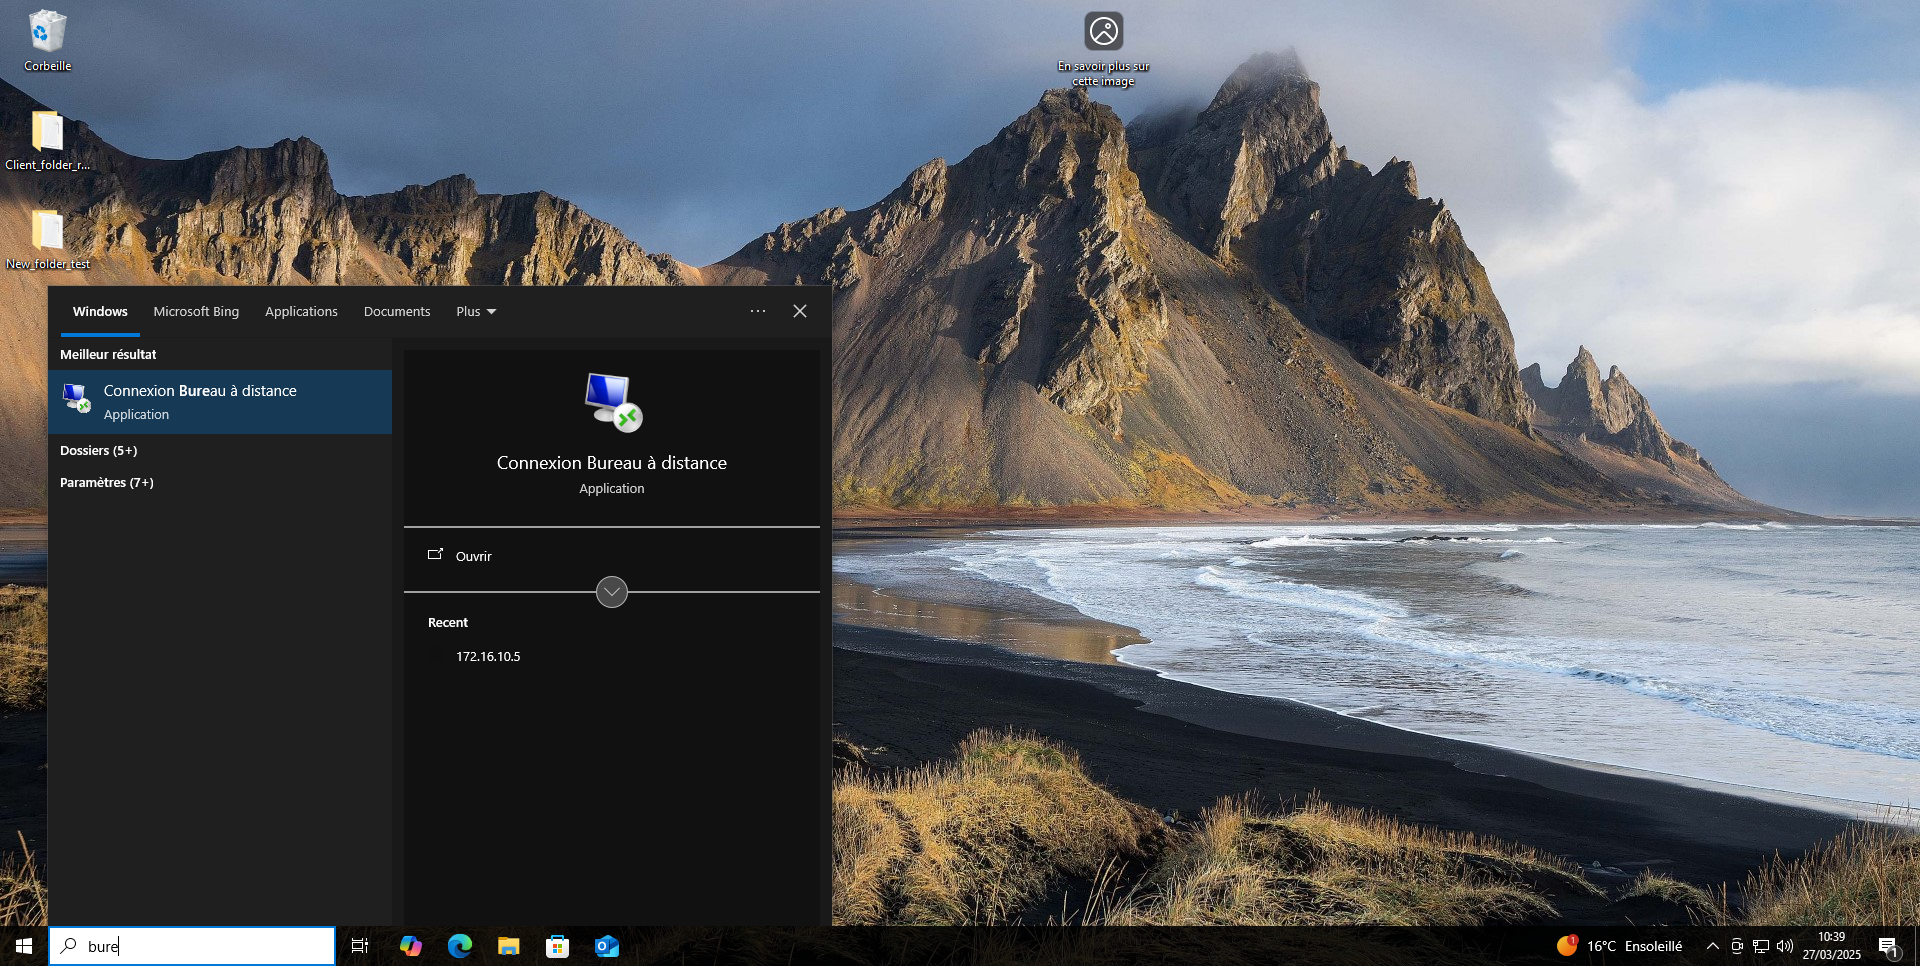 Corbeille
Client_folder_r...
New_folder_test
En savoir plus sur
cette image
Windows
Microsoft Bing
Applications
Documents
Plus
Meilleur résultat
Connexion Bureau à distance
Application
Dossiers (5+)
Paramètres (7+)
Connexion Bureau à distance
Application
Ouvrir
Recent
172.16.10.5
bure
1
16°C Ensoleillé
10:39
27/03/2025
1